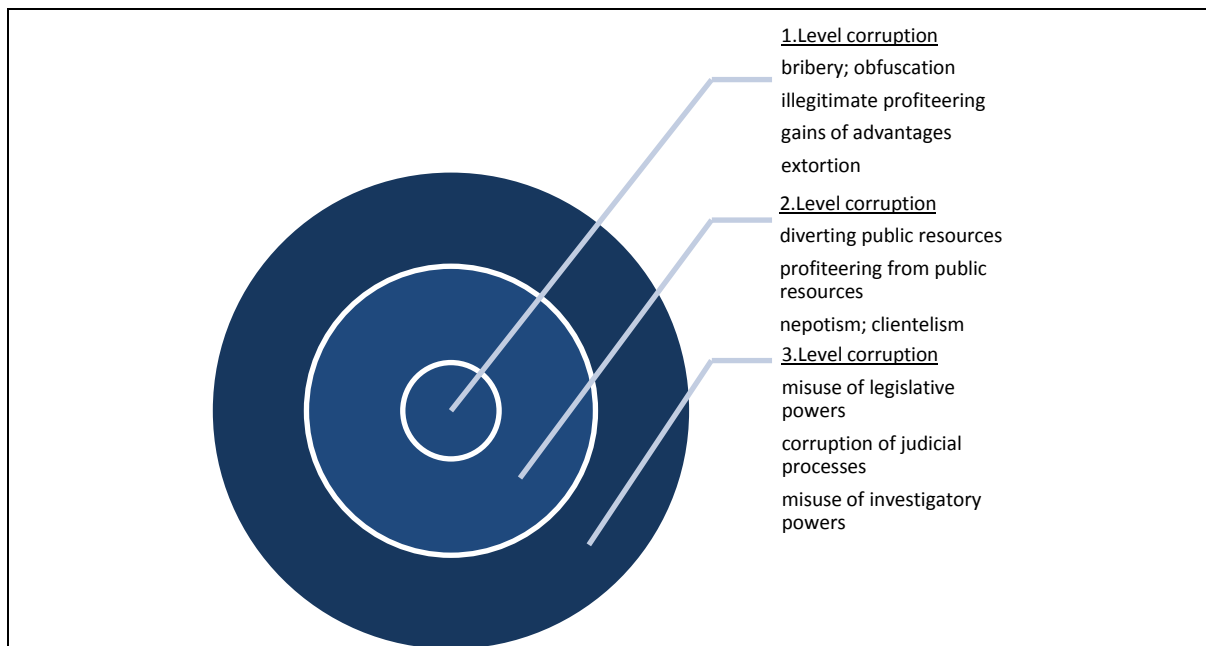 1.Level corruption
bribery; obfuscation
illegitimate profiteering
gains of advantages
extortion
2.Level corruption
diverting public resources
profiteering from public
resources
nepotism; clientelism
3.Level corruption
misuse of legislative
powers
corruption of judicial
processes
misuse of investigatory
powers